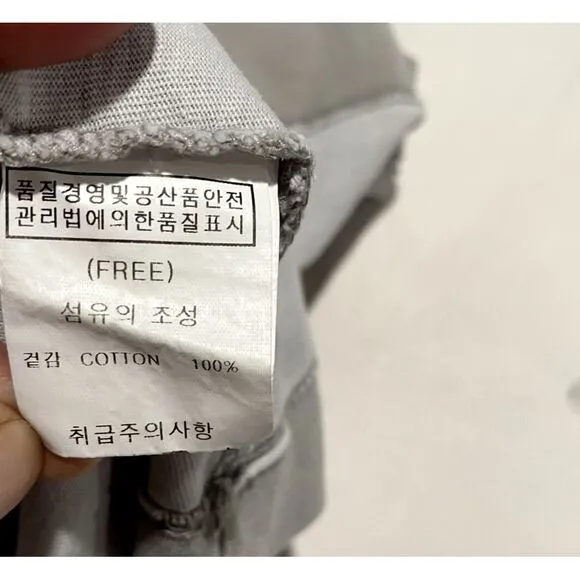 품질경영및공산품안전
관리법에의한품질표시
(FREE)
섬유의 조성
겉감 COTTON 100%
취급주의사항